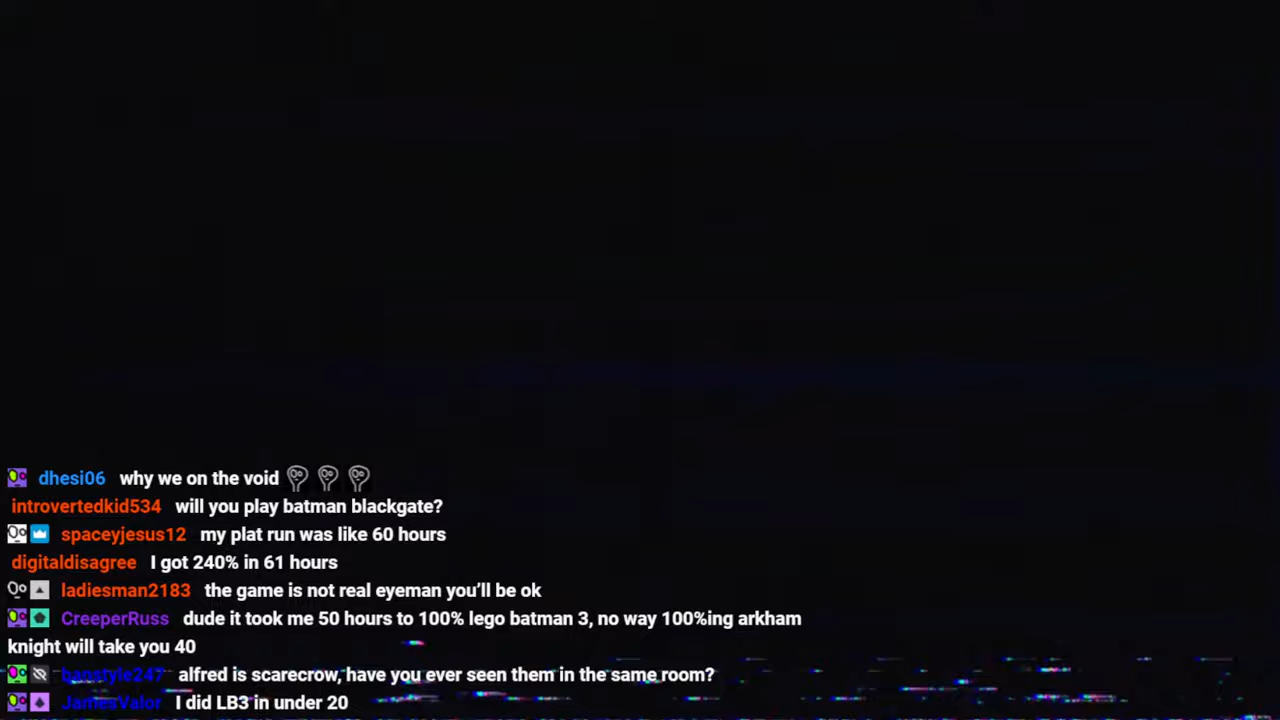 dhesi06 why we on the void
introvertedkid534 will you play batman blackgate?
spaceyjesus12 my plat run was like 60 hours
digitaldisagree I got 240% in 61 hours
ladiesman2183 the game is not real eyeman you’ll be ok
CreeperRuss dude it took me 50 hours to 100% lego batman 3, no way 100%ing arkham
knight will take you 40
banstyle247 alfred is scarecrow, have you ever seen them in the same room?
JamesValor I did LB3 in under 20